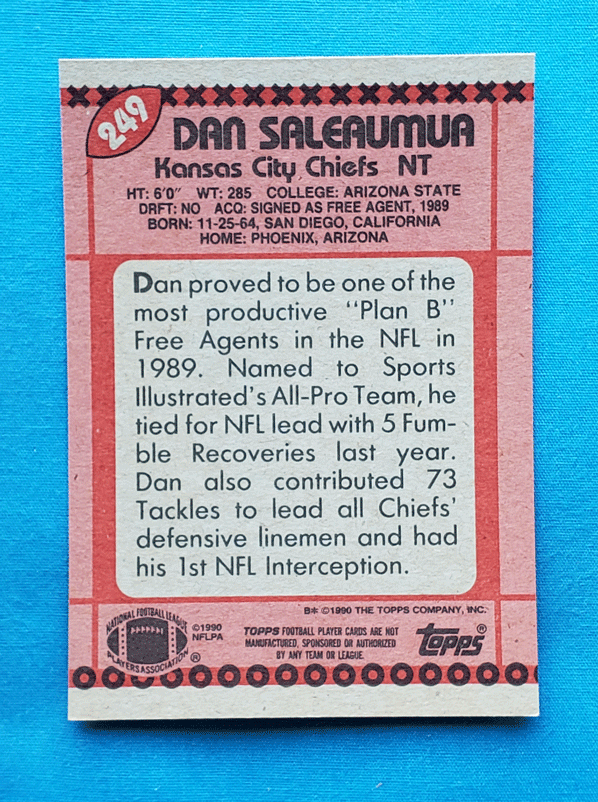 249
DAN SALEAUMUA
Kansas City Chiefs NT
HT: 6'0" WT: 285 COLLEGE: ARIZONA STATE
DRFT: NO ACQ: SIGNED AS FREE AGENT, 1989
BORN: 11-25-64, SAN DIEGO, CALIFORNIA
HOME: PHOENIX, ARIZONA
Dan proved to be one of the
most productive "Plan B"
Free Agents in the NFL in
1989. Named to Sports
Illustrated's All-Pro Team, he
tied for NFL lead with 5 Fum-
ble Recoveries last year.
Dan also contributed 73
Tackles to lead all Chiefs'
defensive linemen and had
his 1st NFL Interception.
B* ©1990 THE TOPPS COMPANY, INC.
NATIONAL FOOTBALL LEAGUE
PLAYERS ASSOCIATION ®
©1990
NFLPA
TOPPS FOOTBALL PLAYER CARDS ARE NOT
MANUFACTURED, SPONSORED OR AUTHORIZED
BY ANY TEAM OR LEAGUE.
topps®